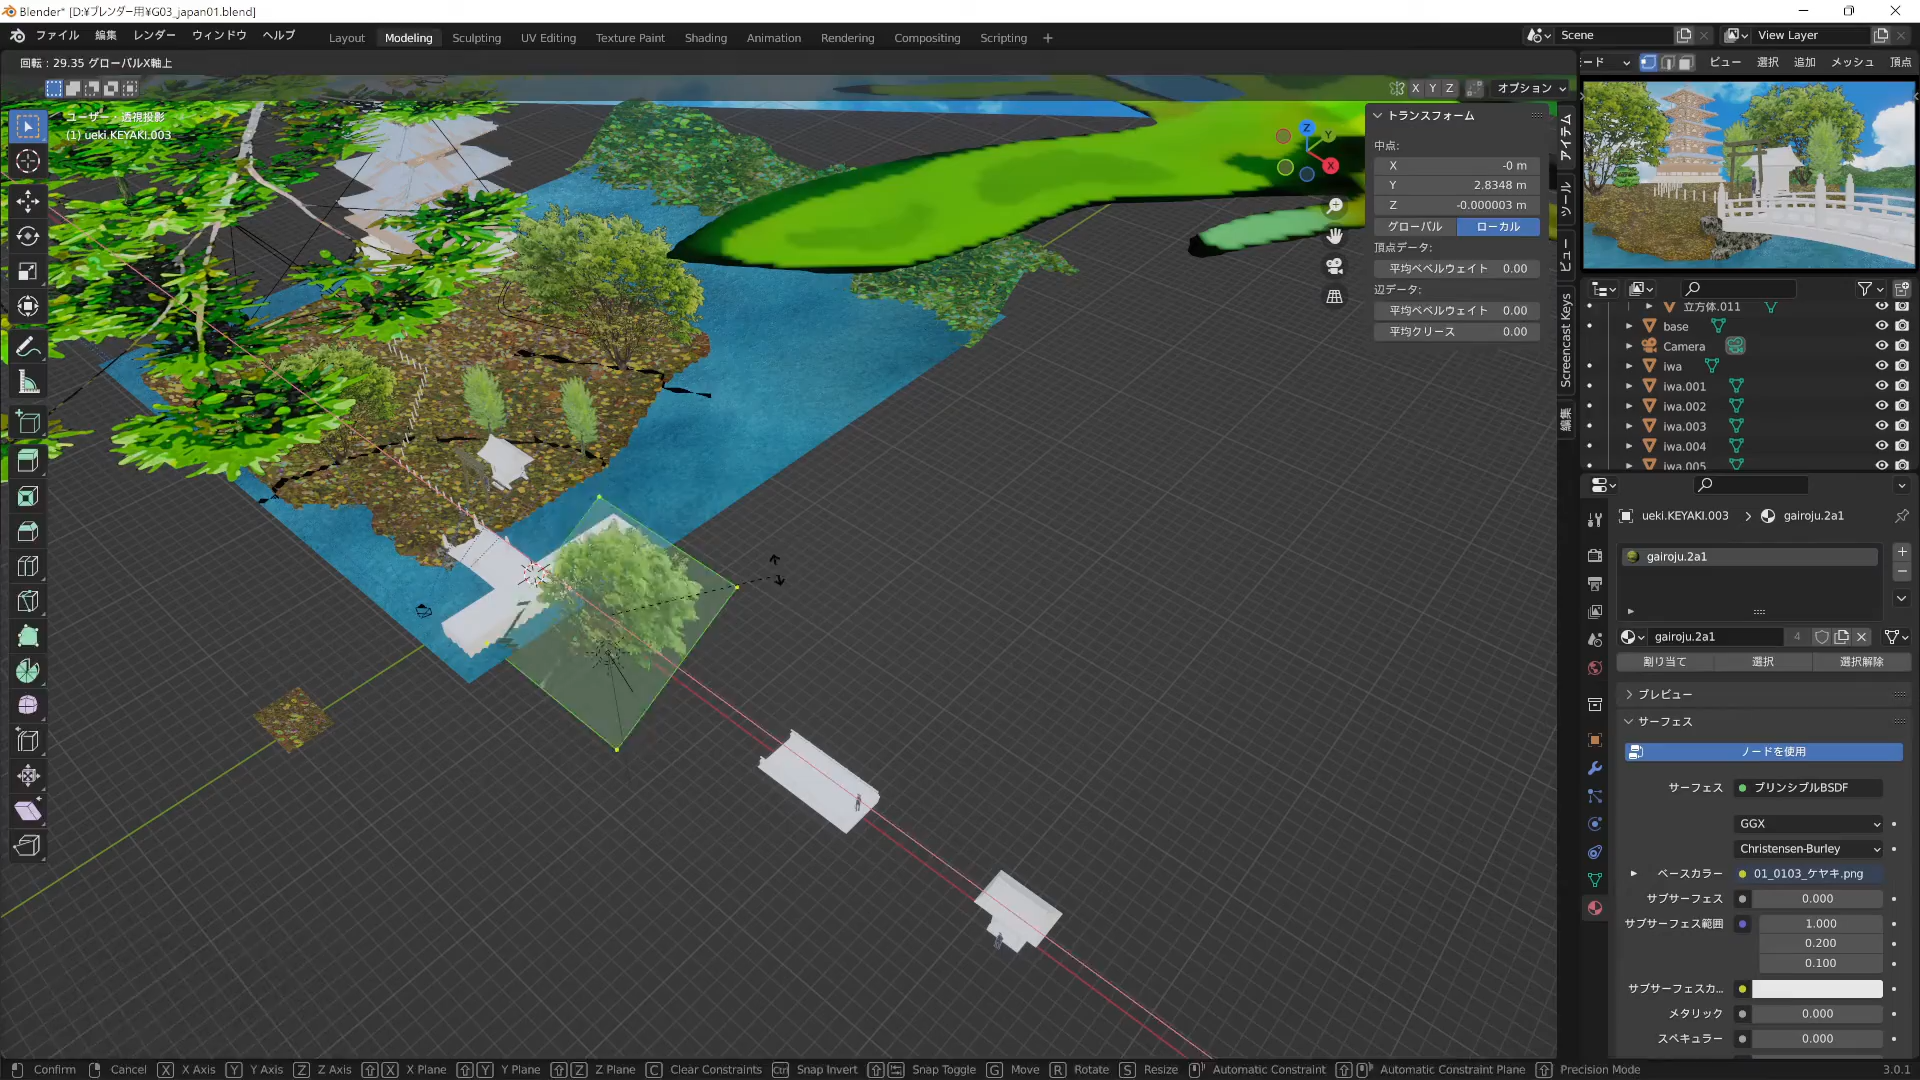 Blender* [D:¥ブレンダー用¥G03_japan01.blend]
ファイル 編集 レンダー ウィンドウ ヘルプ Layout Modeling Sculpting UV Editing Texture Paint Shading Animation Rendering Compositing Scripting + Scene View Layer
回転 : 29.35 グローバルX軸上
ード ビュー 選択 追加 メッシュ 頂点
X Y Z オプション
ユーザー・透視投影
(1) ueki.KEYAKI.003
Z Y X
トランスフォーム
中点:
X -0 m
Y 2.8348 m
Z -0.000003 m
グローバル ローカル
頂点データ:
平均ベベルウェイト 0.00
辺データ:
平均ベベルウェイト 0.00
平均クリース 0.00
アイテム
ツール
ビュー
Screencast Keys
編集
立方体.011
base
Camera
iwa
iwa.001
iwa.002
iwa.003
iwa.004
iwa.005
ueki.KEYAKI.003 > gairoju.2a1
gairoju.2a1
gairoju.2a1 4
割り当て 選択 選択解除
プレビュー
サーフェス
ノードを使用
サーフェス プリンシプルBSDF
GGX
Christensen-Burley
ベースカラー 01_0103_ケヤキ.png
サブサーフェス 0.000
サブサーフェス範囲 1.000
0.200
0.100
サブサーフェスカ...
メタリック 0.000
スペキュラー 0.000
Confirm Cancel X X Axis Y Y Axis Z Z Axis X X Plane Y Y Plane Z Z Plane C Clear Constraints Ctrl Snap Invert Snap Toggle G Move R Rotate S Resize Automatic Constraint Automatic Constraint Plane Precision Mode 3.0.1